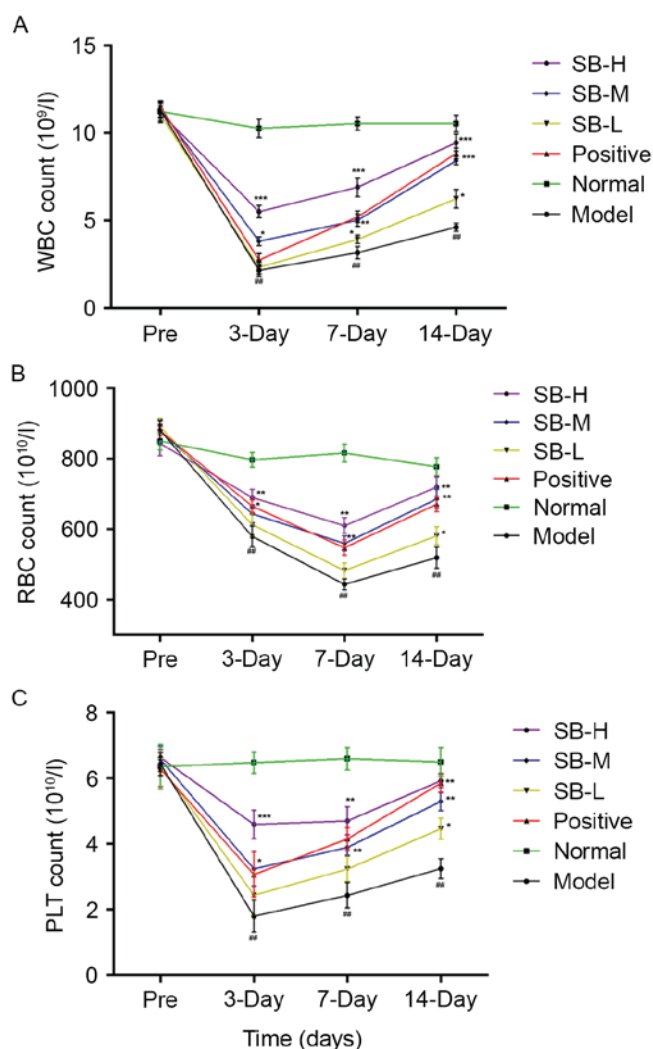 A
15
10
5
0
WBC count (10⁹/l)
Pre 3-Day 7-Day 14-Day
SB-H
SB-M
SB-L
Positive
Normal
Model
***
*
##
***
**
*
##
***
***
*
##
B
1000
800
600
400
RBC count (10¹⁰/l)
Pre 3-Day 7-Day 14-Day
SB-H
SB-M
SB-L
Positive
Normal
Model
**
*
##
**
**
##
**
**
*
##
C
8
6
4
2
0
PLT count (10¹⁰/l)
Pre 3-Day 7-Day 14-Day
Time (days)
SB-H
SB-M
SB-L
Positive
Normal
Model
***
*
##
**
**
##
**
**
*
##